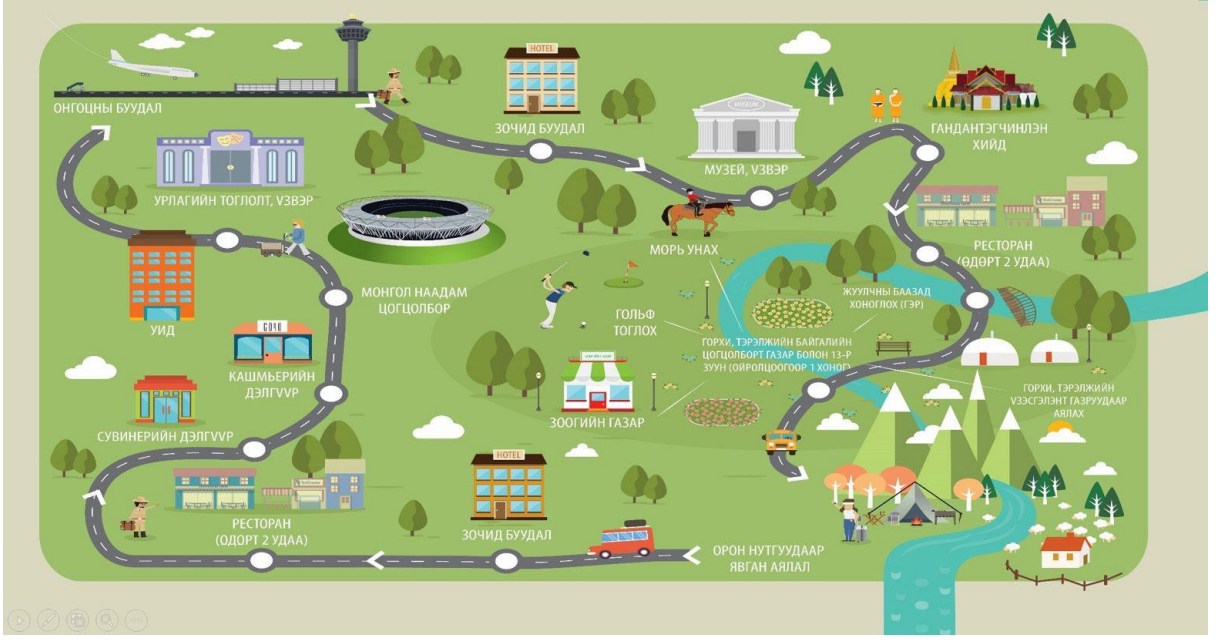 ОНГОЦНЫ БУУДАЛ
HOTEL
ЗОЧИД БУУДАЛ
MUSEUM
МУЗЕЙ, VЗВЭР
ГАНДАНТЭГЧИНЛЭН
ХИЙД
УРЛАГИЙН ТОГЛОЛТ, VЗВЭР
РЕСТОРАН
(ӨДӨРТ 2 УДАА)
МОРЬ УНАХ
МОНГОЛ НААДАМ
ЦОГЦОЛБОР
ЖУУЛЧНЫ БААЗАД
ХОНОГЛОХ (ГЭР)
ГОЛЬФ
ТОГЛОХ
УИД
ГОРХИ, ТЭРЭЛЖИЙН БАЙГАЛИЙН
ЦОГЦОЛБОРТ ГАЗАР БОЛОН 13-Р
ЗУУН (ОЙРОЛЦООГООР 1 ХОНОГ)
КАШМЬЕРИЙН
ДЭЛГVVР
ГОРХИ, ТЭРЭЛЖИЙН
VЗЭСГЭЛЭНТ ГАЗРУУДААР
АЯЛАХ
СУВИНЕРИЙН ДЭЛГVVР
ЗООГИЙН ГАЗАР
HOTEL
РЕСТОРАН
(ОДОРТ 2 УДАА)
ЗОЧИД БУУДАЛ
ОРОН НУТГУУДААР
ЯВГАН АЯЛАЛ